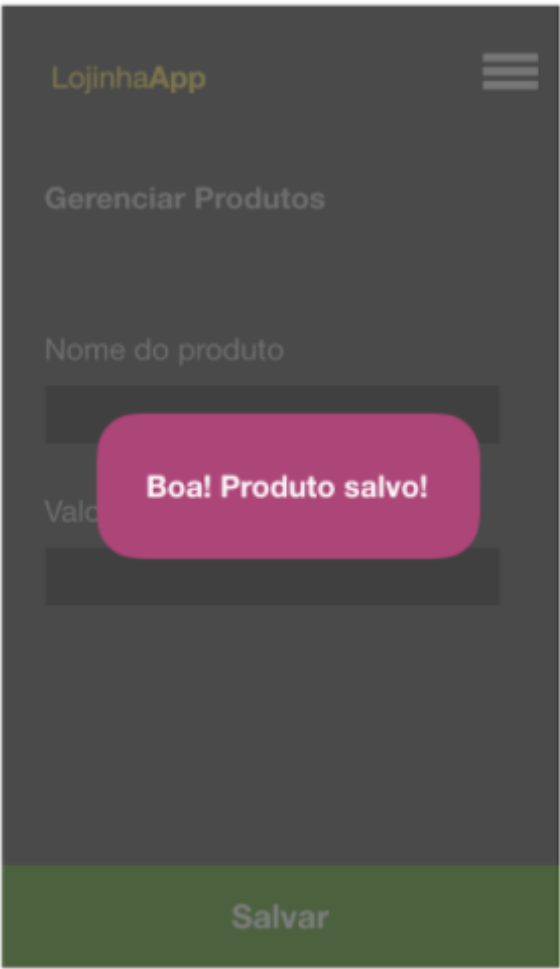 LojinhaApp
Gerenciar Produtos
Nome do produto
Boa! Produto salvo!
Salvar